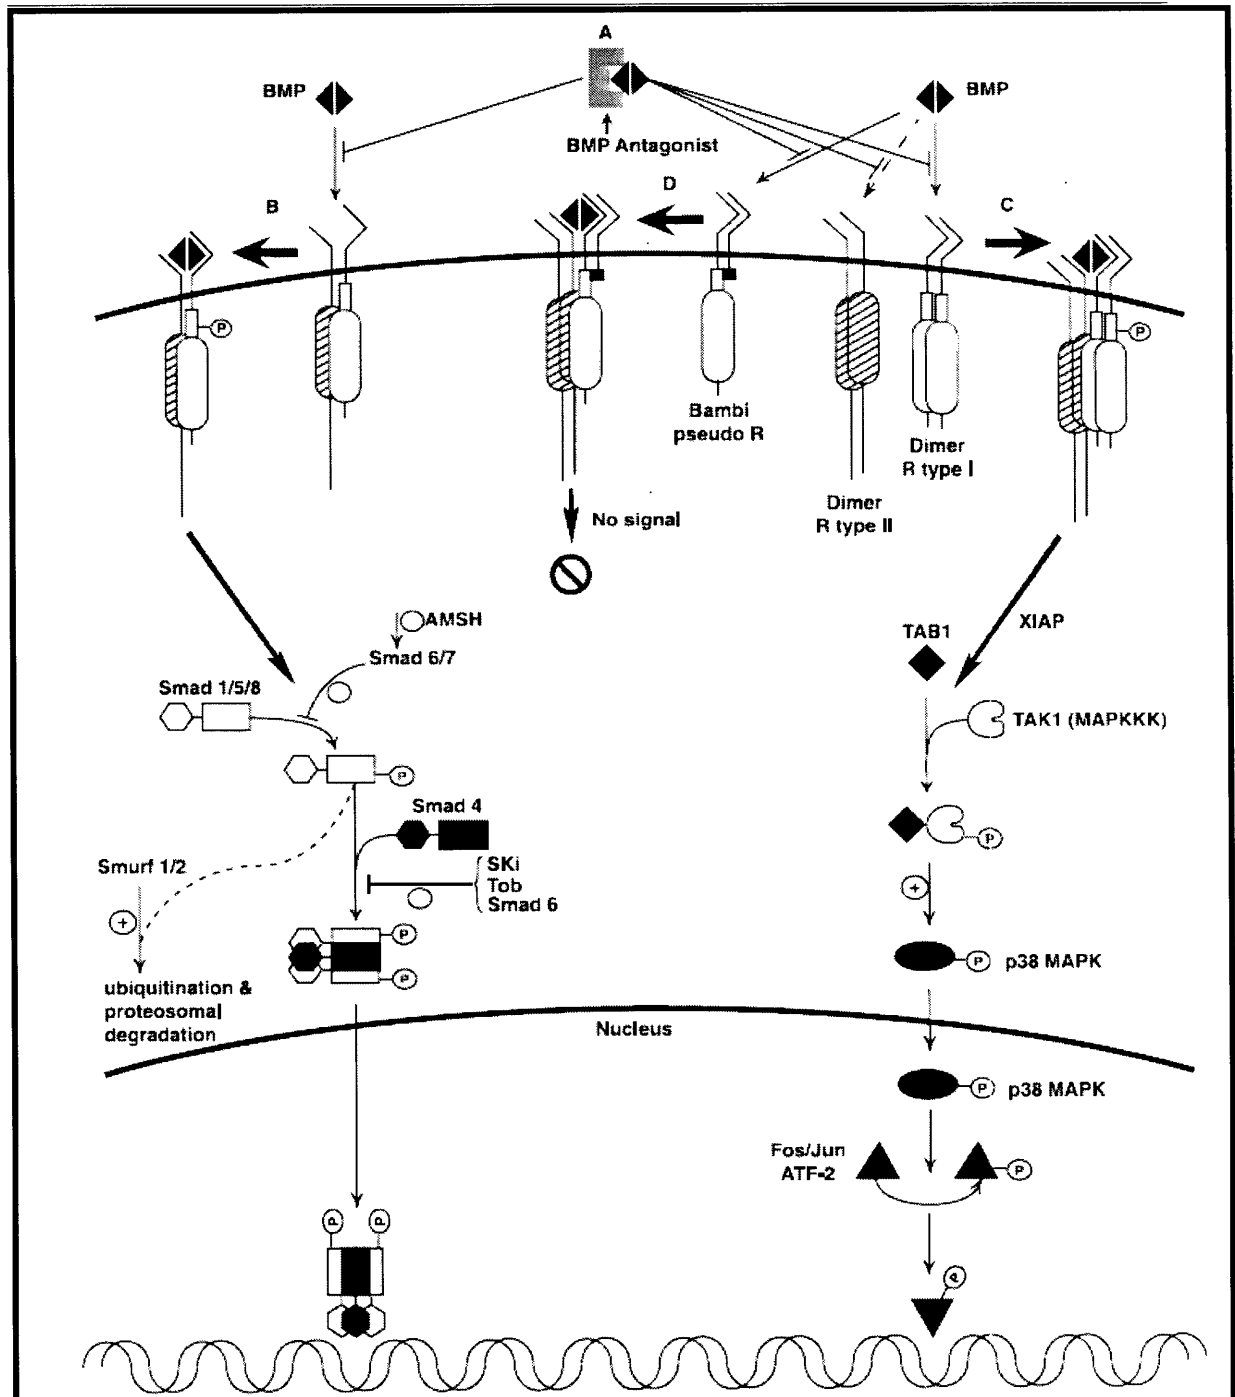 A
BMP
BMP
BMP Antagonist
B
D
C
P
P
Bambi
pseudo R
Dimer
R type I
Dimer
R type II
No signal
AMSH
Smad 6/7
Smad 1/5/8
P
Smad 4
SKi
Tob
Smad 6
Smurf 1/2
+
P
P
ubiquitination &
proteosomal
degradation
XIAP
TAB1
TAK1 (MAPKKK)
P
+
P
p38 MAPK
Nucleus
P
p38 MAPK
Fos/Jun
ATF-2
P
P
P
P